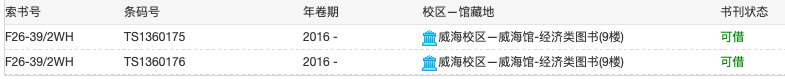 索书号 条码号 年卷期 校区—馆藏地 书刊状态
F26-39/2WH TS1360175 2016 - 威海校区—威海馆-经济类图书(9楼) 可借
F26-39/2WH TS1360176 2016 - 威海校区—威海馆-经济类图书(9楼) 可借